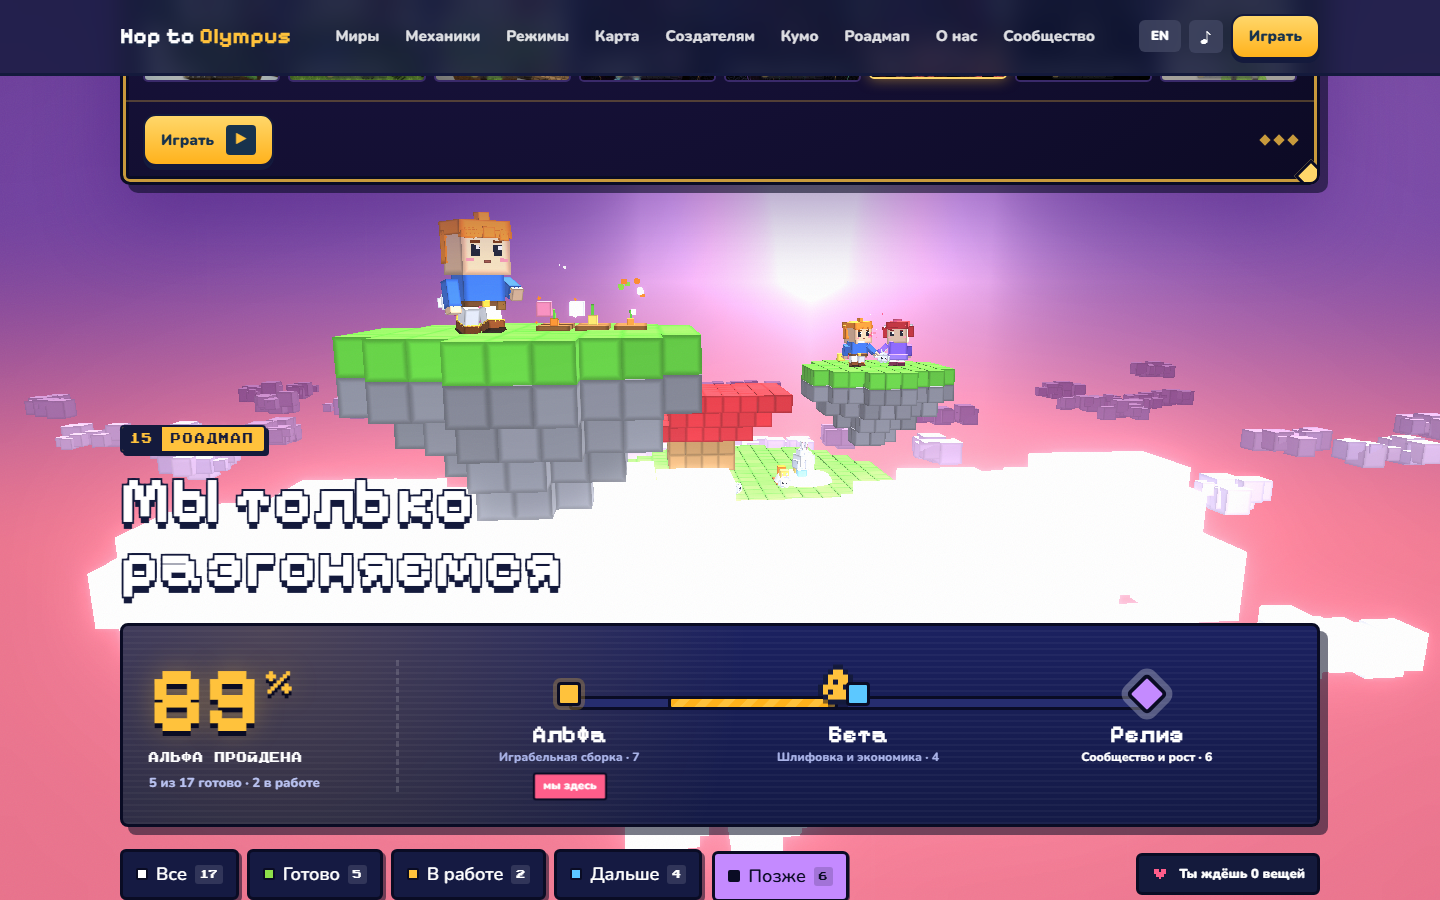 Hop to Olympus
Миры
Механики
Режимы
Карта
Создателям
Кумо
Роадмап
О нас
Сообщество
EN
Играть
Играть
15 РОАДМАП
Мы только
разгоняемся
89%
АЛЬФА ПРОЙДЕНА
5 из 17 готово · 2 в работе
Альфа
Играбельная сборка · 7
мы здесь
Бета
Шлифовка и экономика · 4
Релиз
Сообщество и рост · 6
Все 17
Готово 5
В работе 2
Дальше 4
Позже 6
Ты ждёшь 0 вещей